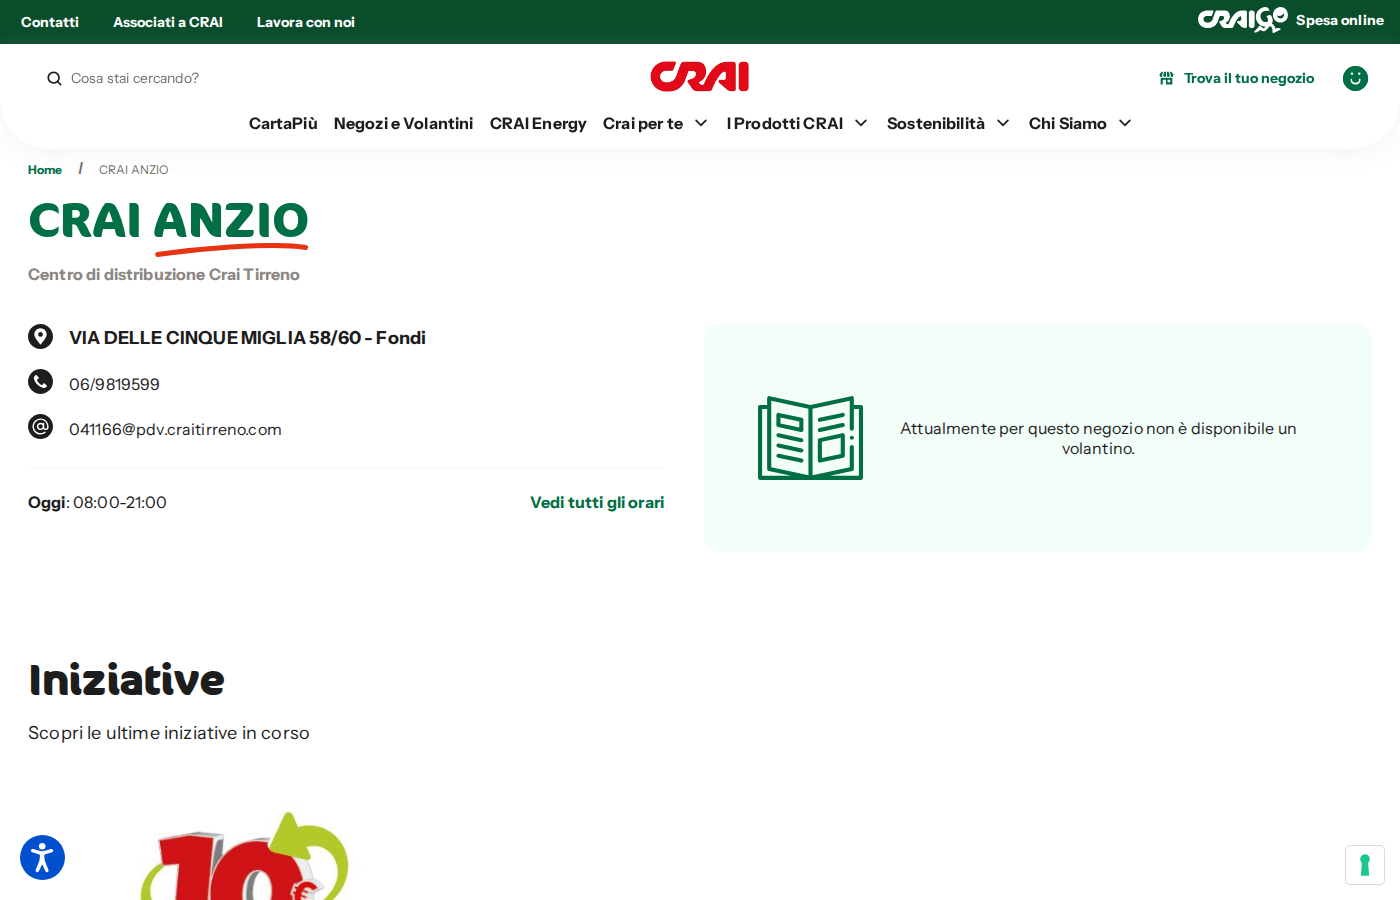 Contatti
Associati a CRAI
Lavora con noi
CRAIGO Spesa online
Cosa stai cercando?
CRAI
Trova il tuo negozio
CartaPiù
Negozi e Volantini
CRAI Energy
Crai per te
I Prodotti CRAI
Sostenibilità
Chi Siamo
Home / CRAI ANZIO
CRAI ANZIO
Centro di distribuzione Crai Tirreno
VIA DELLE CINQUE MIGLIA 58/60 - Fondi
06/9819599
041166@pdv.craitirreno.com
Oggi: 08:00-21:00
Vedi tutti gli orari
Attualmente per questo negozio non è disponibile un
volantino.
Iniziative
Scopri le ultime iniziative in corso
10€